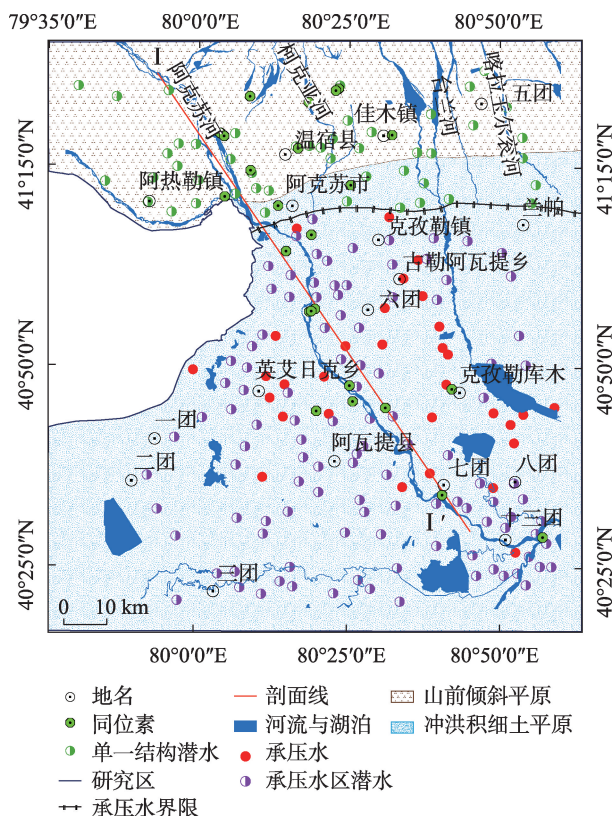 79°35′0″E 80°0′0″E 80°25′0″E 80°50′0″E
41°15′0″N
40°50′0″N
40°25′0″N
41°15′0″N
40°50′0″N
40°25′0″N
I
阿克苏河
柯克亚河
台兰河
喀拉玉尔衮河
五团
佳木镇
温宿县
阿热勒镇
阿克苏市
兰帕
克孜勒镇
古勒阿瓦提乡
六团
英艾日克乡
克孜勒库木
一团
阿瓦提县
二团
七团
八团
I′
十二团
三团
0 10 km
80°0′0″E 80°25′0″E 80°50′0″E
地名 剖面线 山前倾斜平原
同位素 河流与湖泊 冲洪积细土平原
单一结构潜水 承压水
研究区 承压水区潜水
承压水界限